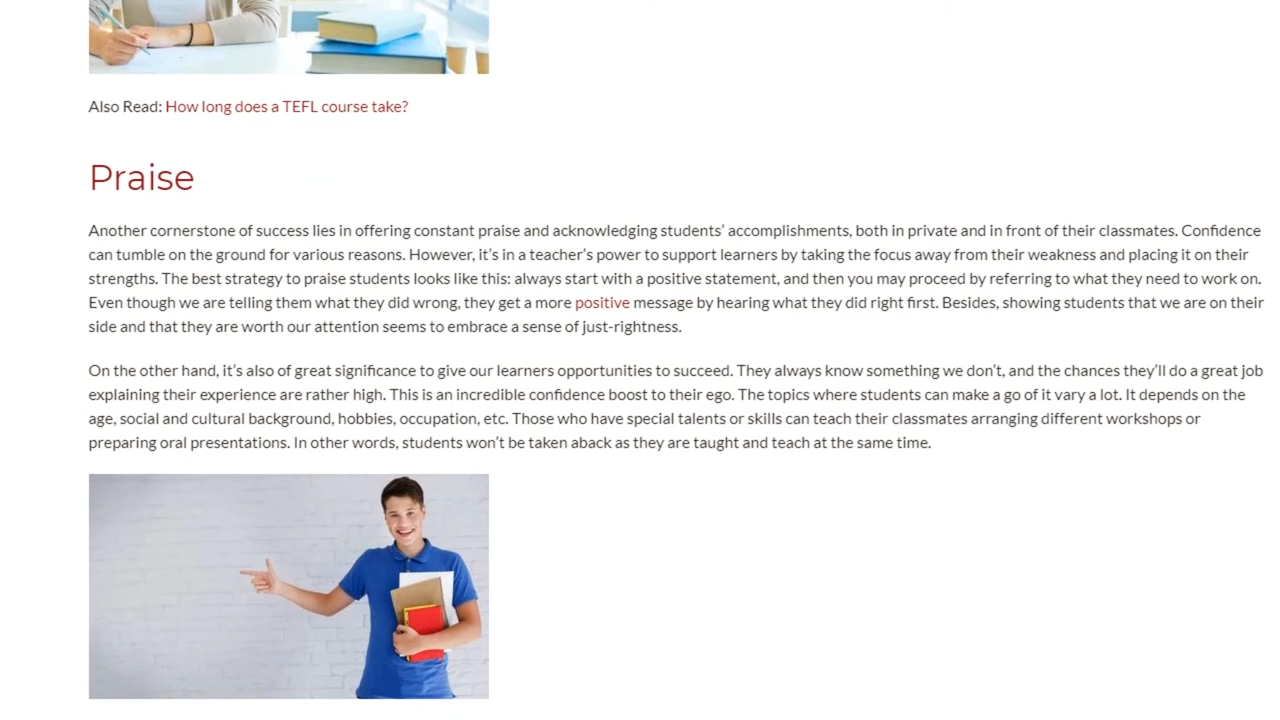 Also Read: How long does a TEFL course take?
Praise
Another cornerstone of success lies in offering constant praise and acknowledging students’ accomplishments, both in private and in front of their classmates. Confidence
can tumble on the ground for various reasons. However, it’s in a teacher’s power to support learners by taking the focus away from their weakness and placing it on their
strengths. The best strategy to praise students looks like this: always start with a positive statement, and then you may proceed by referring to what they need to work on.
Even though we are telling them what they did wrong, they get a more positive message by hearing what they did right first. Besides, showing students that we are on their
side and that they are worth our attention seems to embrace a sense of just-rightness.
On the other hand, it’s also of great significance to give our learners opportunities to succeed. They always know something we don’t, and the chances they’ll do a great job
explaining their experience are rather high. This is an incredible confidence boost to their ego. The topics where students can make a go of it vary a lot. It depends on the
age, social and cultural background, hobbies, occupation, etc. Those who have special talents or skills can teach their classmates arranging different workshops or
preparing oral presentations. In other words, students won’t be taken aback as they are taught and teach at the same time.